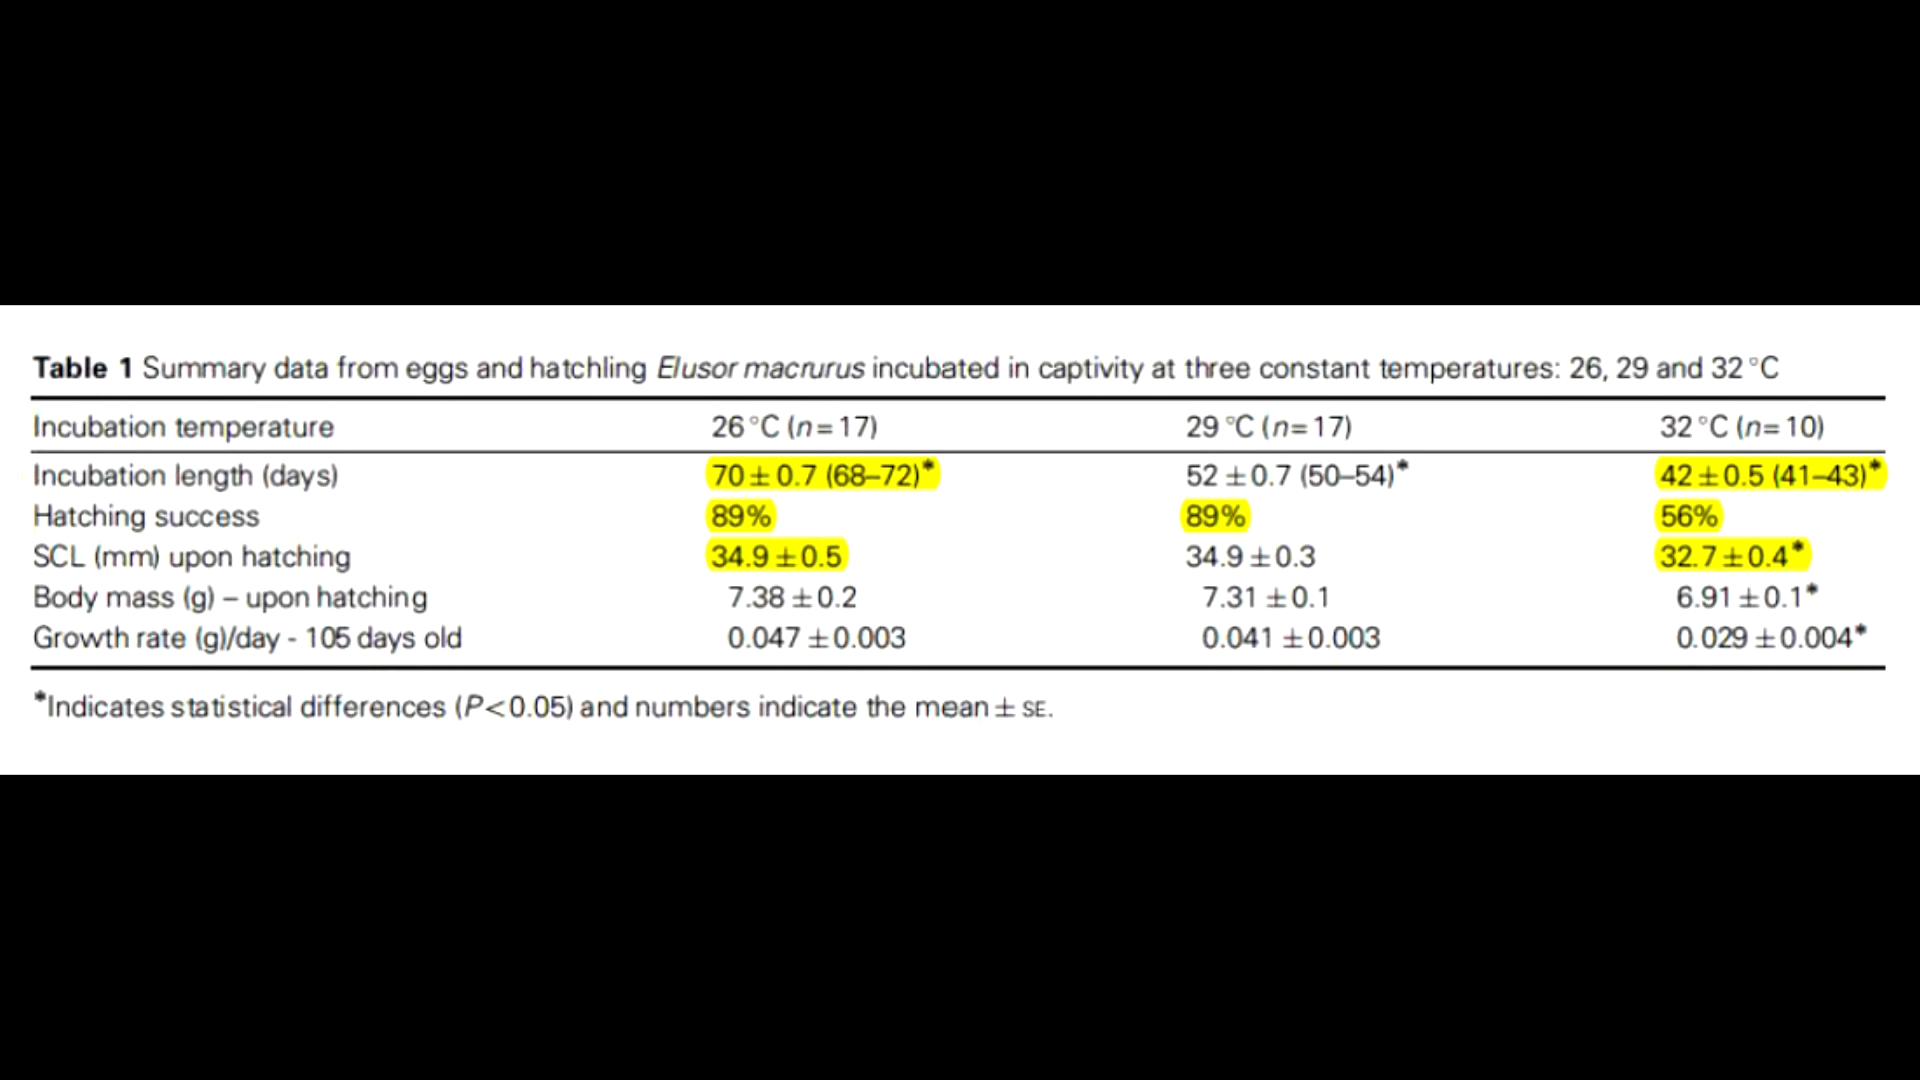 Table 1 Summary data from eggs and hatchling Elusor macrurus incubated in captivity at three constant temperatures: 26, 29 and 32 °C
Incubation temperature 26 °C (n=17) 29 °C (n=17) 32 °C (n=10)
Incubation length (days) 70 ± 0.7 (68–72)* 52 ± 0.7 (50–54)* 42 ± 0.5 (41–43)*
Hatching success 89% 89% 56%
SCL (mm) upon hatching 34.9 ± 0.5 34.9 ± 0.3 32.7 ± 0.4*
Body mass (g) – upon hatching 7.38 ± 0.2 7.31 ± 0.1 6.91 ± 0.1*
Growth rate (g)/day - 105 days old 0.047 ± 0.003 0.041 ± 0.003 0.029 ± 0.004*
*Indicates statistical differences (P<0.05) and numbers indicate the mean ± SE.